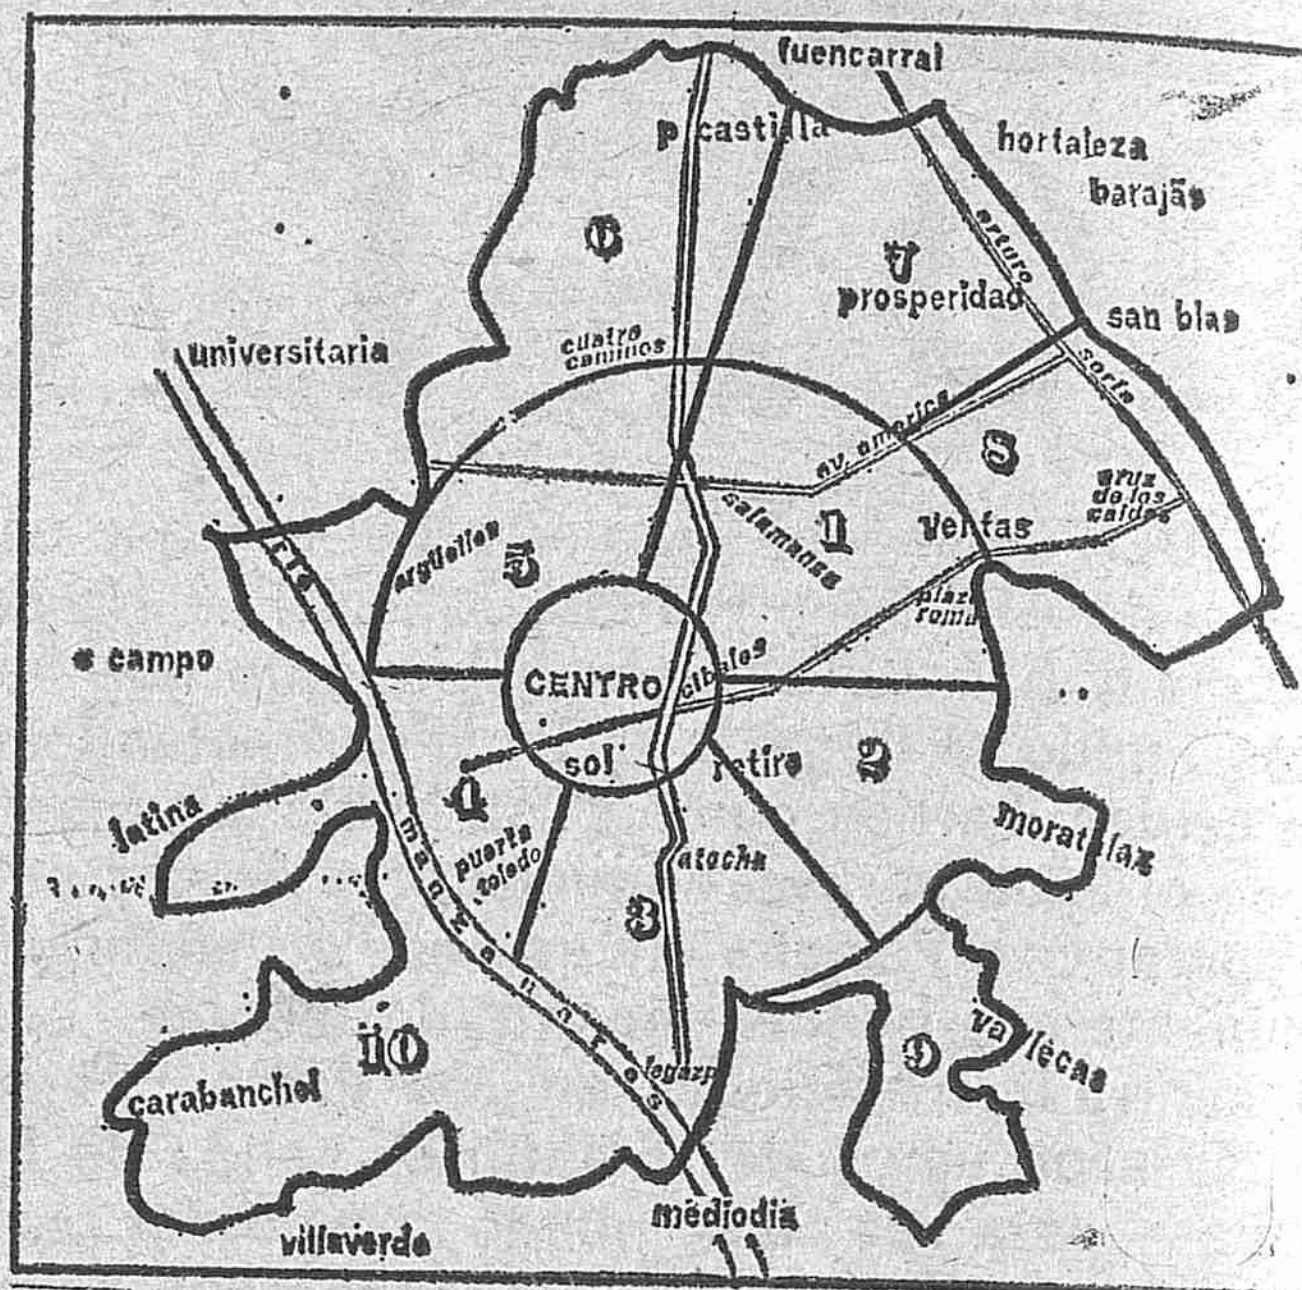 fuencarral
p castilla
hortaleza
barajas
6
7
arturo
prosperidad
san blas
cuatro
caminos
universitaria
soria
av. america
8
cruz
de los
caidos
salamanca
1
ventas
argüelles
5
rio
plaza
roma
e campo
CENTRO
cibeles
sol
retiro
2
4
latina
moratalaz
puerta
toledo
atocha
manzanares
3
10
vallecas
9
legazpi
carabanchel
mediodia
villaverde